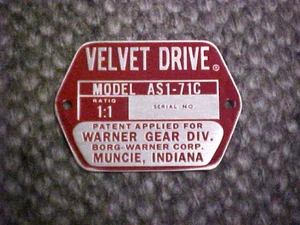 VELVET DRIVE®
MODEL AS1-71C
RATIO SERIAL NO
1:1
PATENT APPLIED FOR
WARNER GEAR DIV.
BORG-WARNER CORP.
MUNCIE, INDIANA